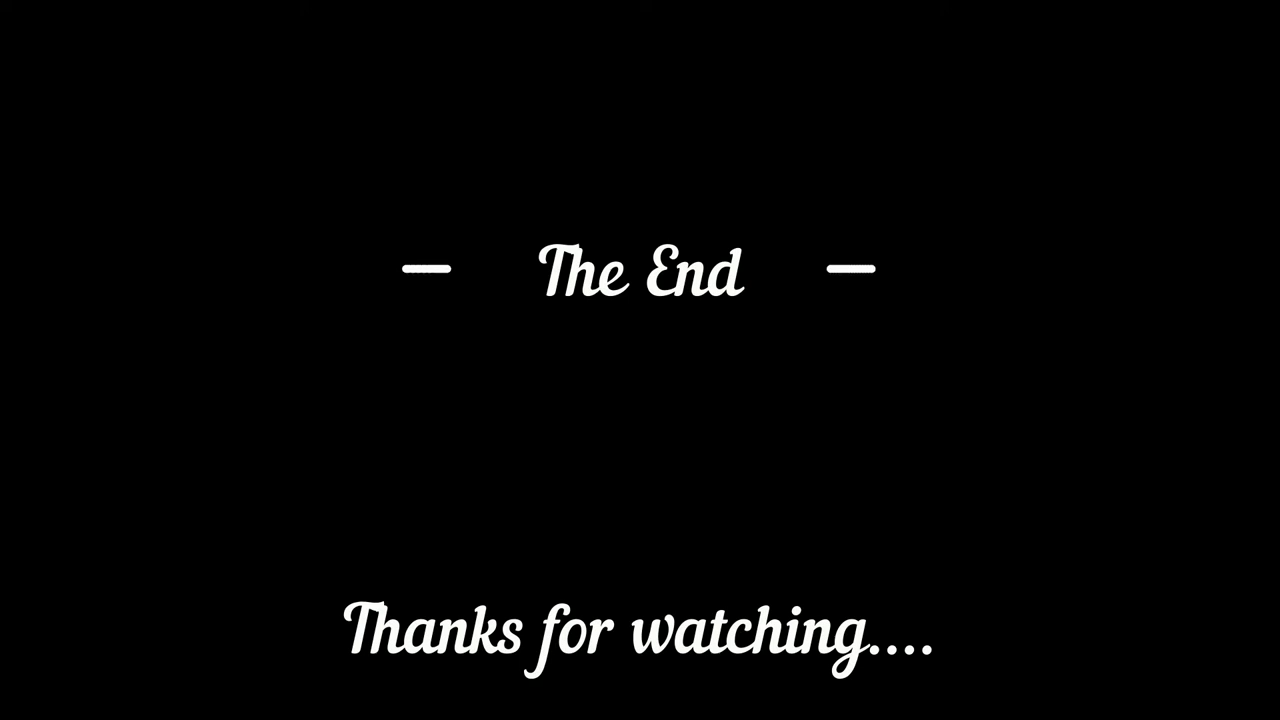 — The End —
Thanks for watching....